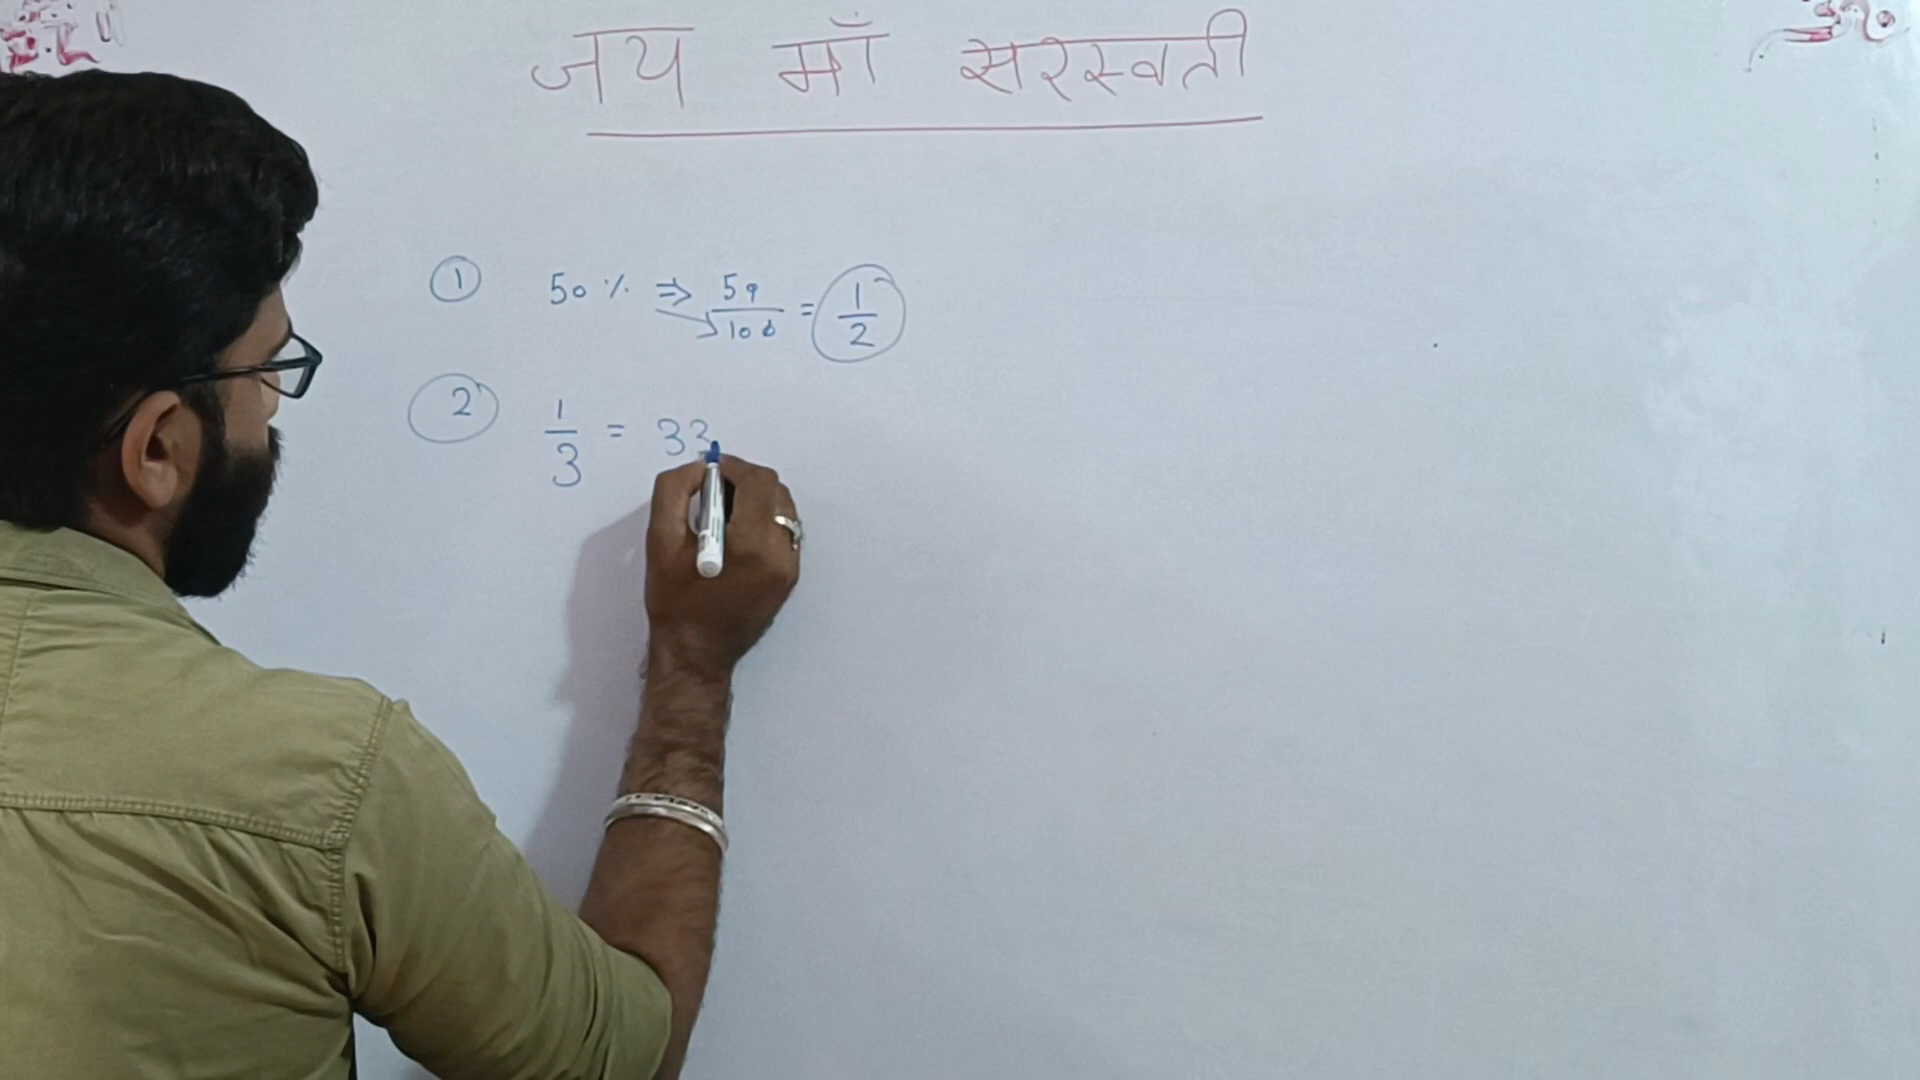 जय माँ सरस्वती
① 50 % ⇒ 50/100 = 1/2
② 1/3 = 33